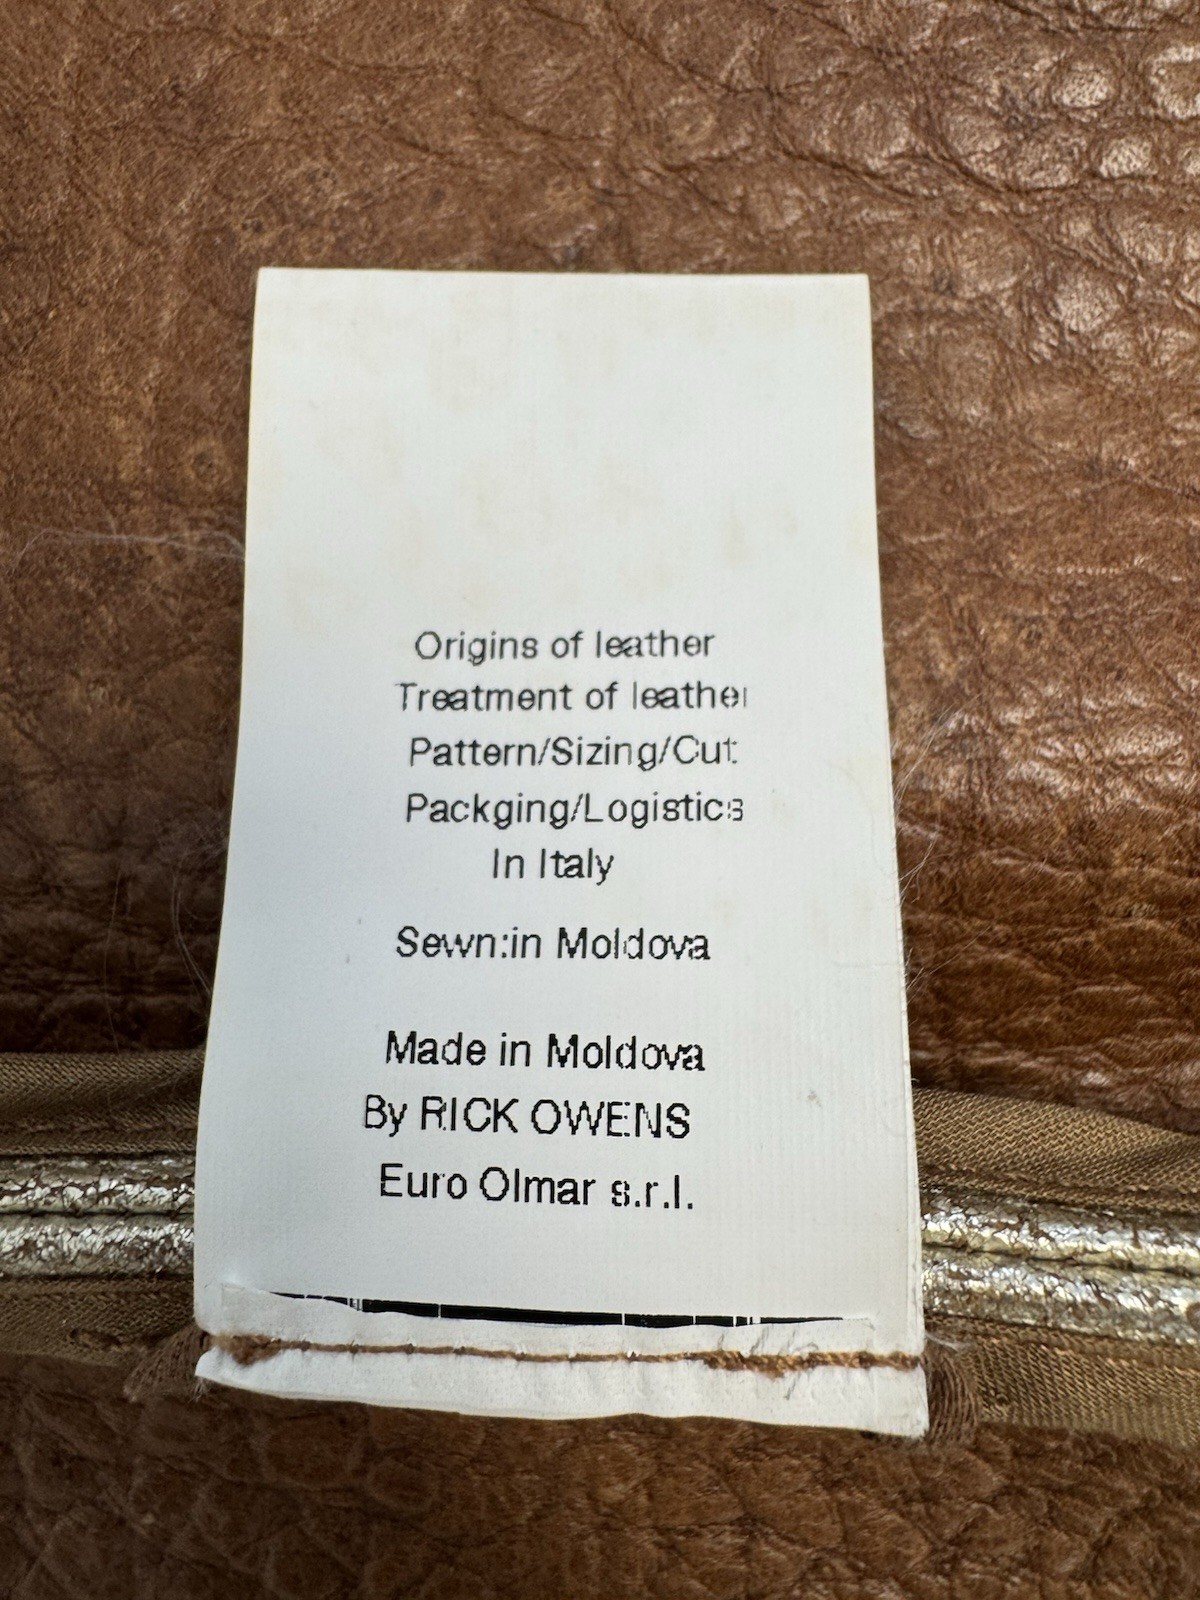 Origins of leather
Treatment of leather
Pattern/Sizing/Cut
Packging/Logistics
In Italy
Sewn:in Moldova
Made in Moldova
By RICK OWENS
Euro Olmar s.r.l.